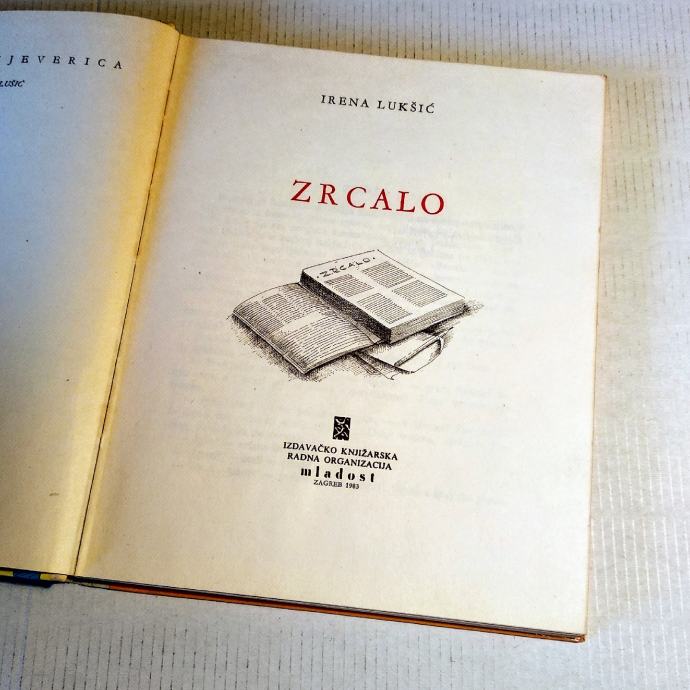 JEVERICA
IRENA LUKŠIĆ
ZRCALO
·ZRCALO·
IZDAVAČKO KNJIŽARSKA
RADNA ORGANIZACIJA
mladost
ZAGREB 1983